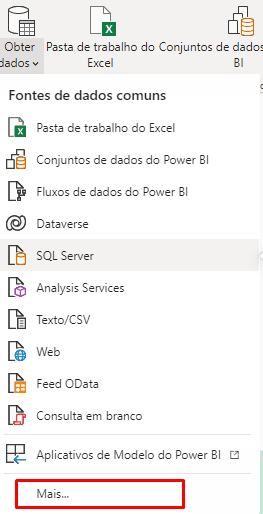 Obter
dados
Pasta de trabalho do
Excel
Conjuntos de dados
BI
Fontes de dados comuns
Pasta de trabalho do Excel
Conjuntos de dados do Power BI
Fluxos de dados do Power BI
Dataverse
SQL Server
Analysis Services
Texto/CSV
Web
Feed OData
Consulta em branco
Aplicativos de Modelo do Power BI
Mais...